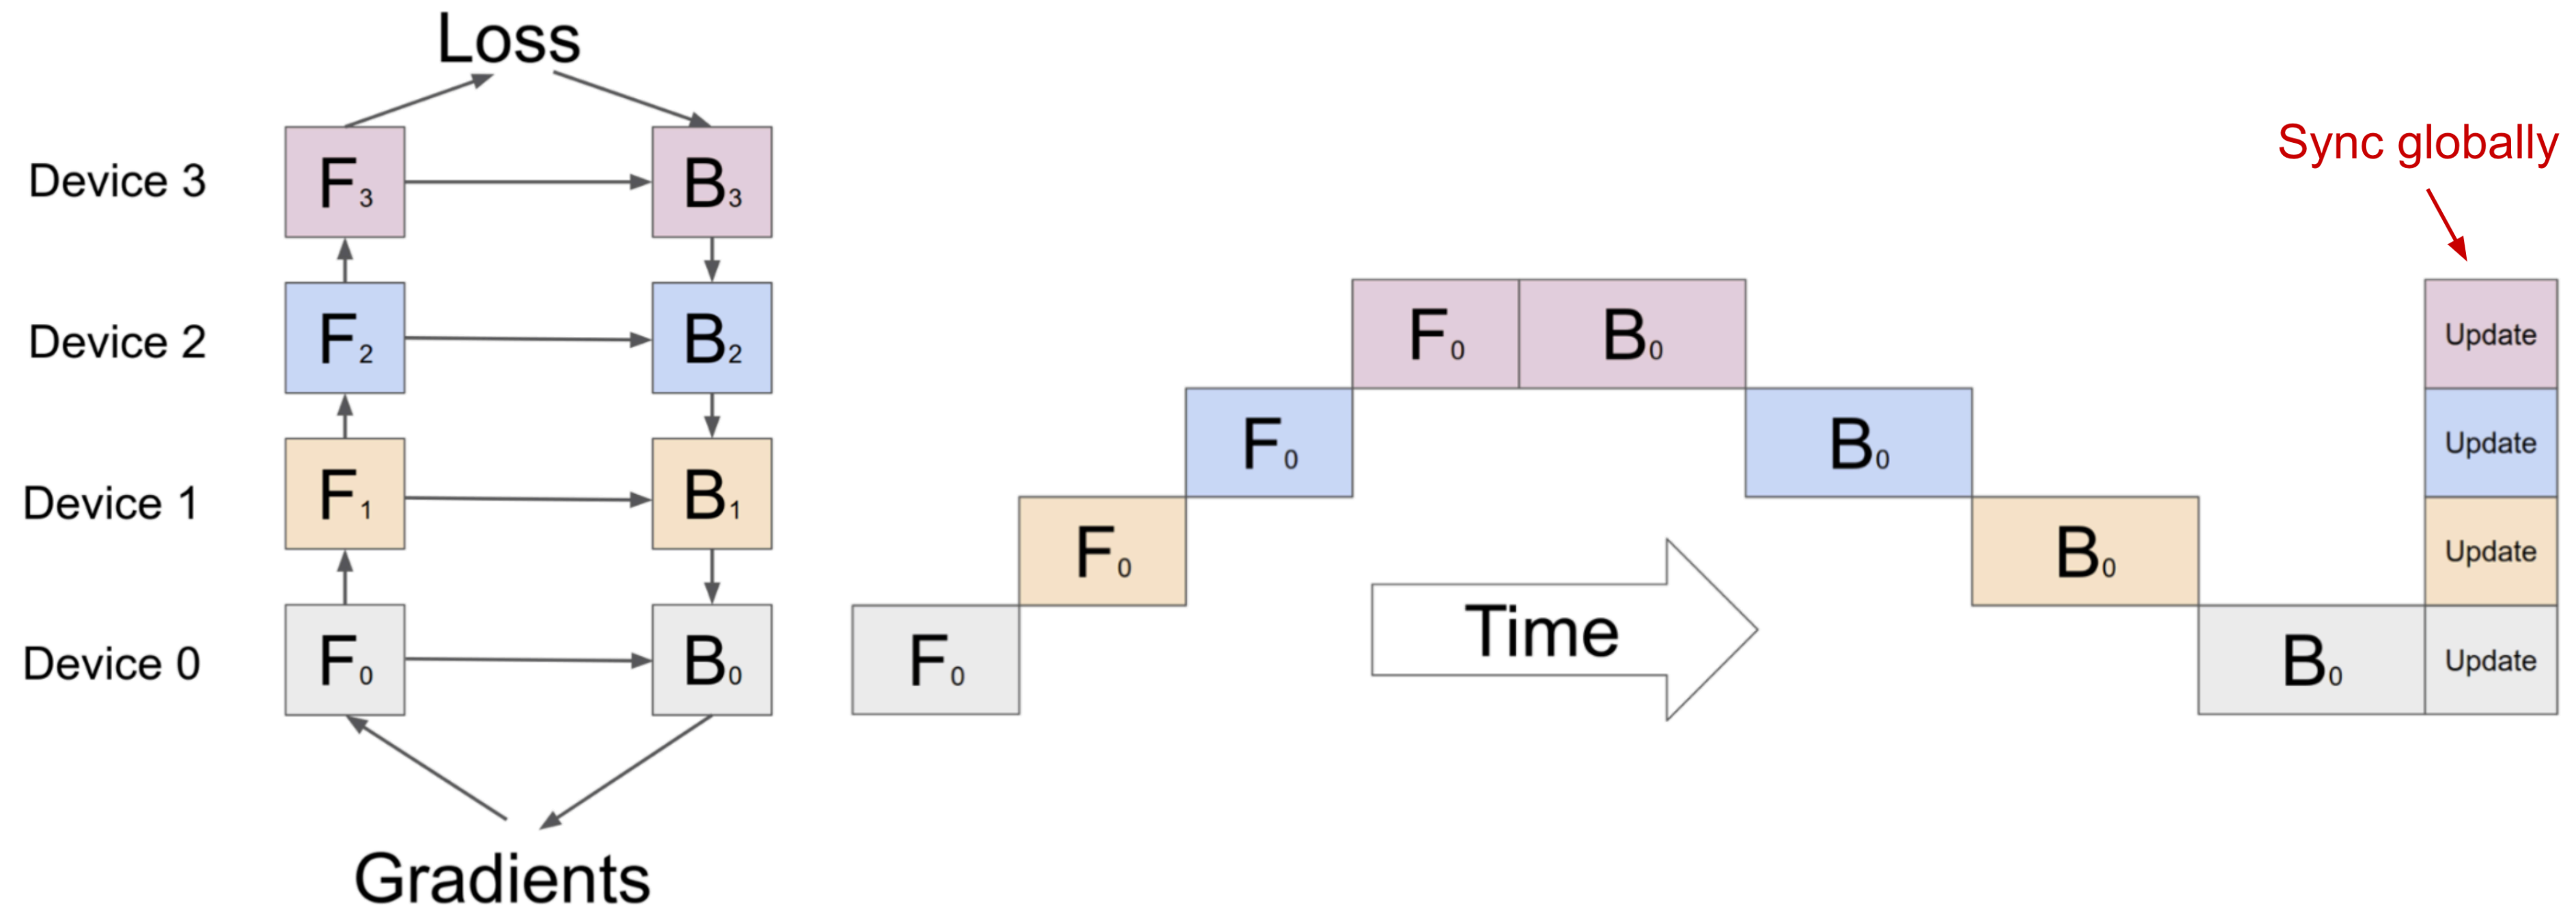 Loss
Device 3
F3
B3
Device 2
F2
B2
Device 1
F1
B1
Device 0
F0
B0
Gradients
Sync globally
F0
B0
Update
F0
B0
Update
F0
B0
Update
Time
F0
B0
Update